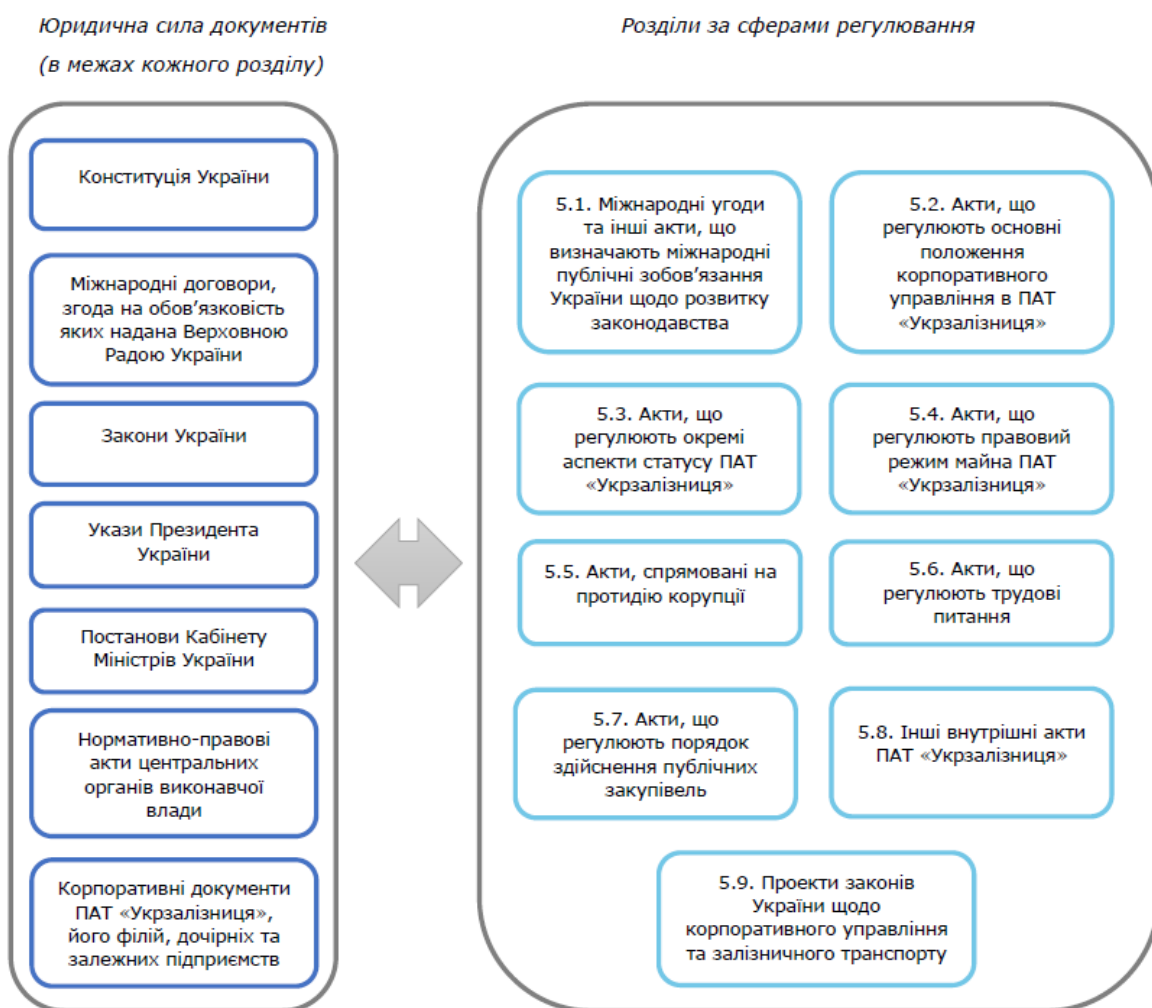 Юридична сила документів
(в межах кожного розділу)
Конституція України
Міжнародні договори,
згода на обов’язковість
яких надана Верховною
Радою України
Закони України
Укази Президента
України
Постанови Кабінету
Міністрів України
Нормативно-правові
акти центральних
органів виконавчої
влади
Корпоративні документи
ПАТ «Укрзалізниця»,
його філій, дочірніх та
залежних підприємств
Розділи за сферами регулювання
5.1. Міжнародні угоди
та інші акти, що
визначають міжнародні
публічні зобов’язання
України щодо розвитку
законодавства
5.2. Акти, що
регулюють основні
положення
корпоративного
управління в ПАТ
«Укрзалізниця»
5.3. Акти, що
регулюють окремі
аспекти статусу ПАТ
«Укрзалізниця»
5.4. Акти, що
регулюють правовий
режим майна ПАТ
«Укрзалізниця»
5.5. Акти, спрямовані на
протидію корупції
5.6. Акти, що
регулюють трудові
питання
5.7. Акти, що
регулюють порядок
здійснення публічних
закупівель
5.8. Інші внутрішні акти
ПАТ «Укрзалізниця»
5.9. Проекти законів
України щодо
корпоративного управління
та залізничного транспорту